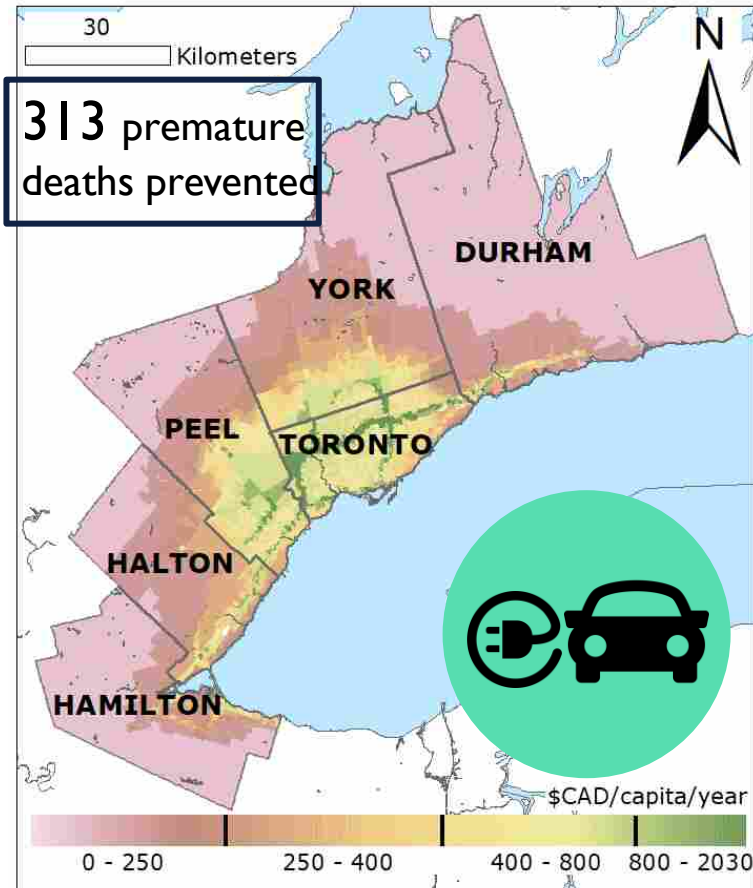 30
Kilometers
N
313 premature
deaths prevented
DURHAM
YORK
PEEL
TORONTO
HALTON
HAMILTON
$CAD/capita/year
0 - 250 250 - 400 400 - 800 800 - 2030